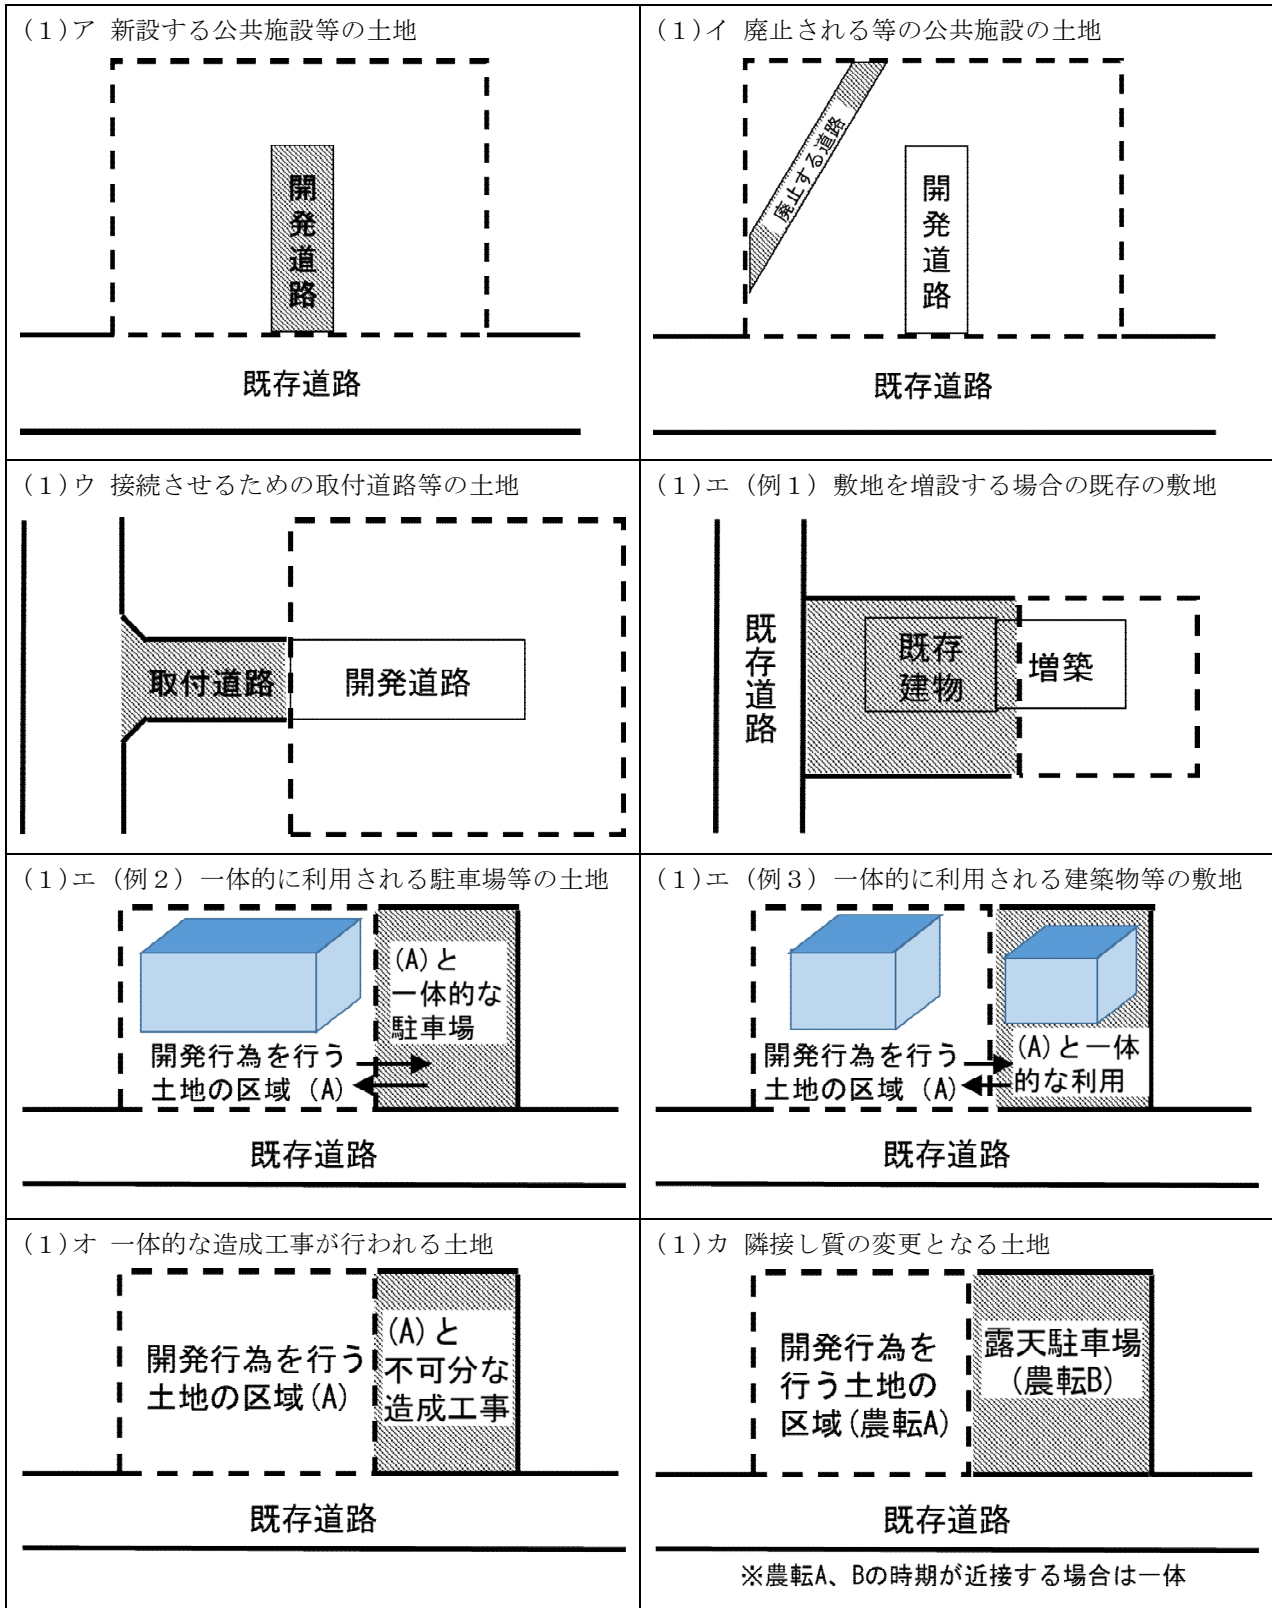 (１)ア 新設する公共施設等の土地
開発道路
既存道路
(１)イ 廃止される等の公共施設の土地
廃止する道路
開発道路
既存道路
(１)ウ 接続させるための取付道路等の土地
取付道路
開発道路
(１)エ（例１）敷地を増設する場合の既存の敷地
既存道路
既存
建物
増築
(１)エ（例２）一体的に利用される駐車場等の土地
(A)と
一体的な
駐車場
開発行為を行う
土地の区域 (A)
既存道路
(１)エ（例３）一体的に利用される建築物等の敷地
開発行為を行う
土地の区域 (A)
(A)と一体
的な利用
既存道路
(１)オ 一体的な造成工事が行われる土地
開発行為を行う
土地の区域(A)
(A)と
不可分な
造成工事
既存道路
(１)カ 隣接し質の変更となる土地
開発行為を
行う土地の
区域(農転A)
露天駐車場
(農転B)
既存道路
※農転A、Bの時期が近接する場合は一体